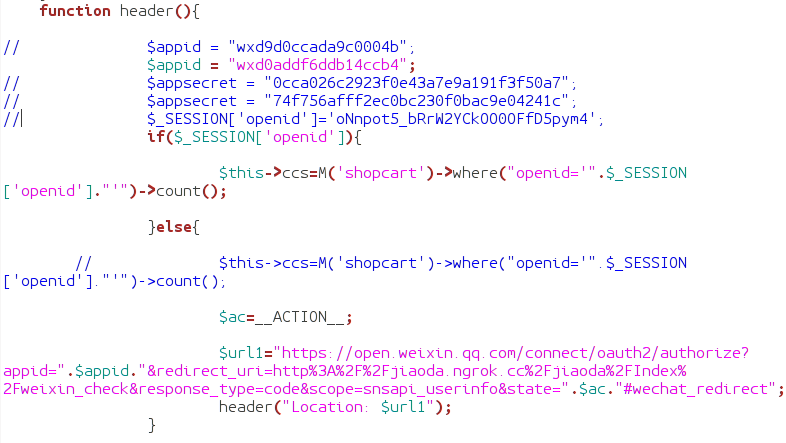 function header(){
// $appid = "wxd9d0ccada9c0004b";
$appid = "wxd0addf6ddb14ccb4";
// $appsecret = "0cca026c2923f0e43a7e9a191f3f50a7";
// $appsecret = "74f756afff2ec0bc230f0bac9e04241c";
// $_SESSION['openid']='oNnpot5_bRrW2YCkOOOOFfD5pym4';
if($_SESSION['openid']){
$this->ccs=M('shopcart')->where("openid='".$_SESSION
['openid']."'")->count();
}else{
// $this->ccs=M('shopcart')->where("openid='".$_SESSION
['openid']."'")->count();
$ac=__ACTION__;
$url1="https://open.weixin.qq.com/connect/oauth2/authorize?
appid=".$appid."&redirect_uri=http%3A%2F%2Fjiaoda.ngrok.cc%2Fjiaoda%2FIndex%
2Fweixin_check&response_type=code&scope=snsapi_userinfo&state=".$ac."#wechat_redirect";
header("Location: $url1");
}